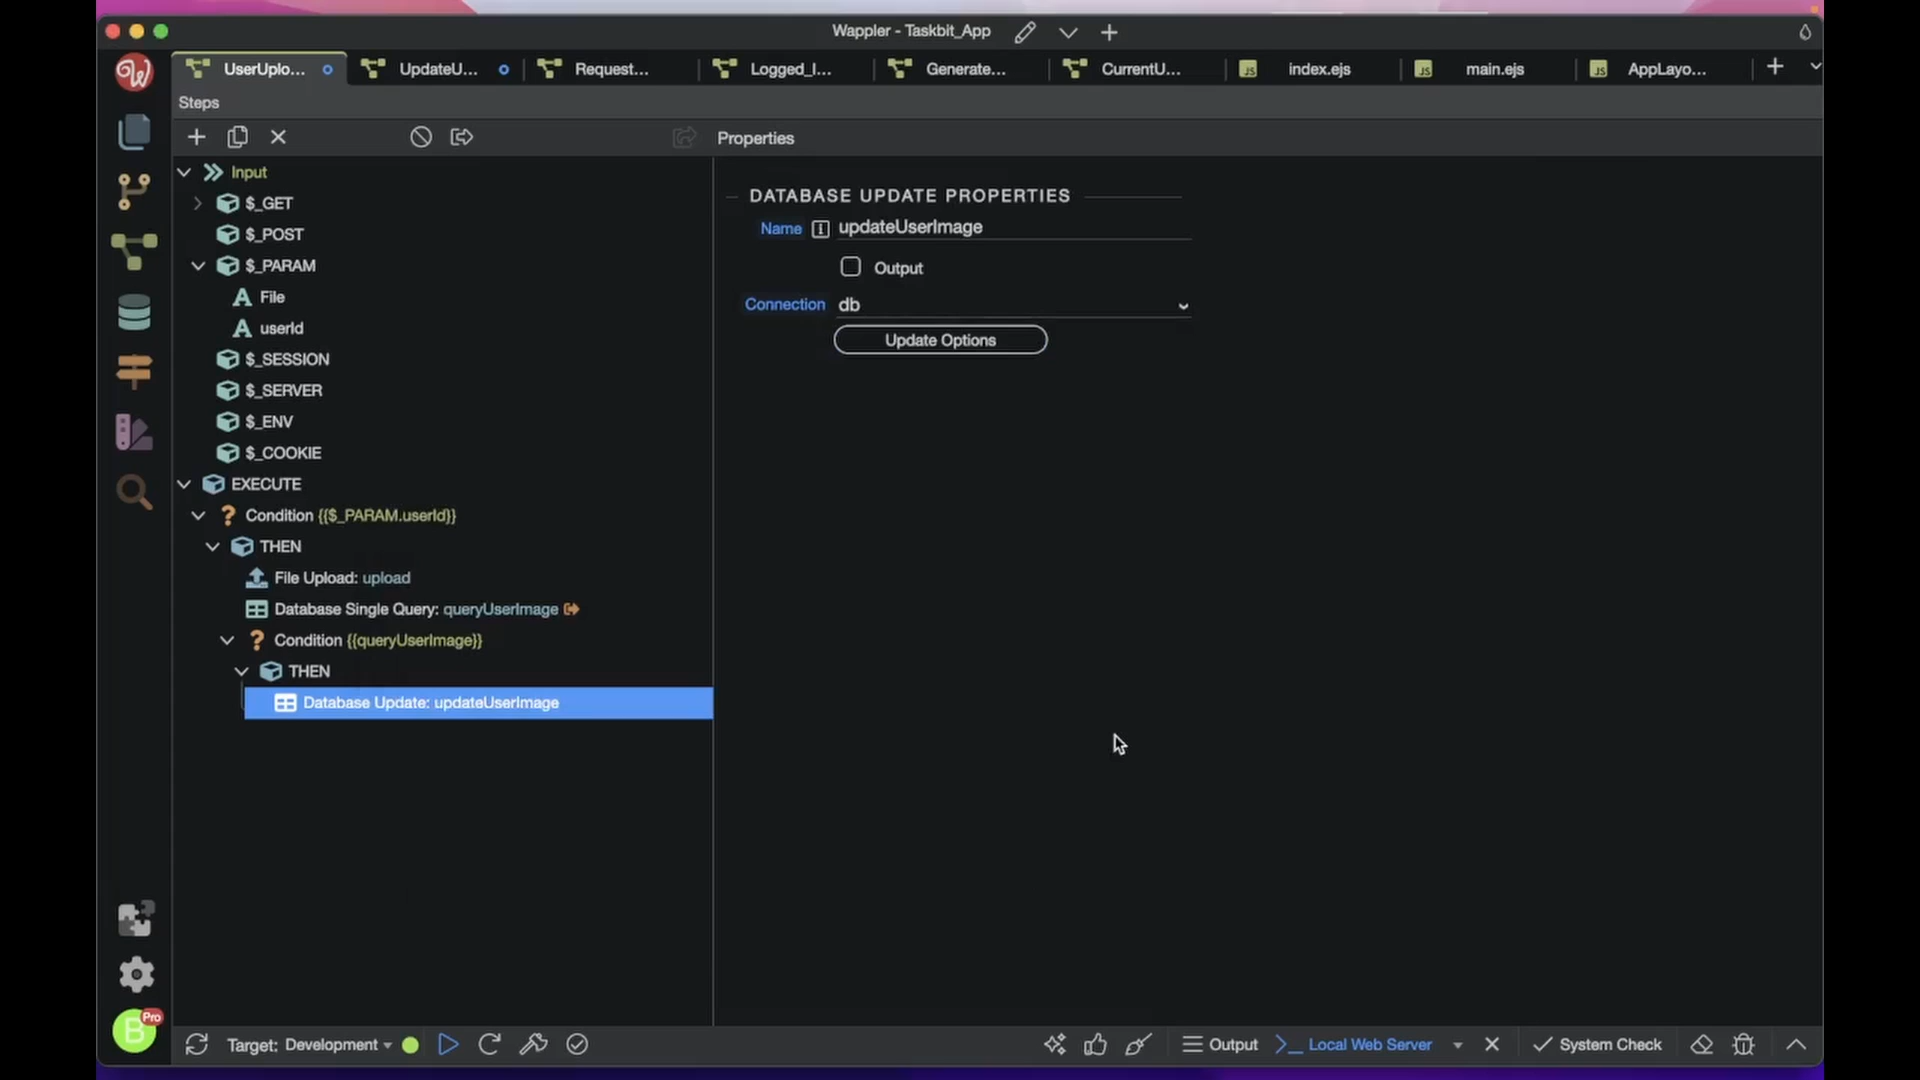 Wappler - Taskbit_App
UserUplo...
UpdateU...
Request...
Logged_I...
Generate...
CurrentU...
JS
index.ejs
JS
main.ejs
JS
AppLayo...
Steps
Properties
Input
$_GET
$_POST
$_PARAM
A File
A userId
$_SESSION
$_SERVER
$_ENV
$_COOKIE
EXECUTE
? Condition {{$_PARAM.userId}}
THEN
File Upload: upload
Database Single Query: queryUserImage
? Condition {{queryUserImage}}
THEN
Database Update: updateUserImage
DATABASE UPDATE PROPERTIES
Name
updateUserImage
Output
Connection
db
Update Options
Pro
B
Target: Development
Output
Local Web Server
System Check